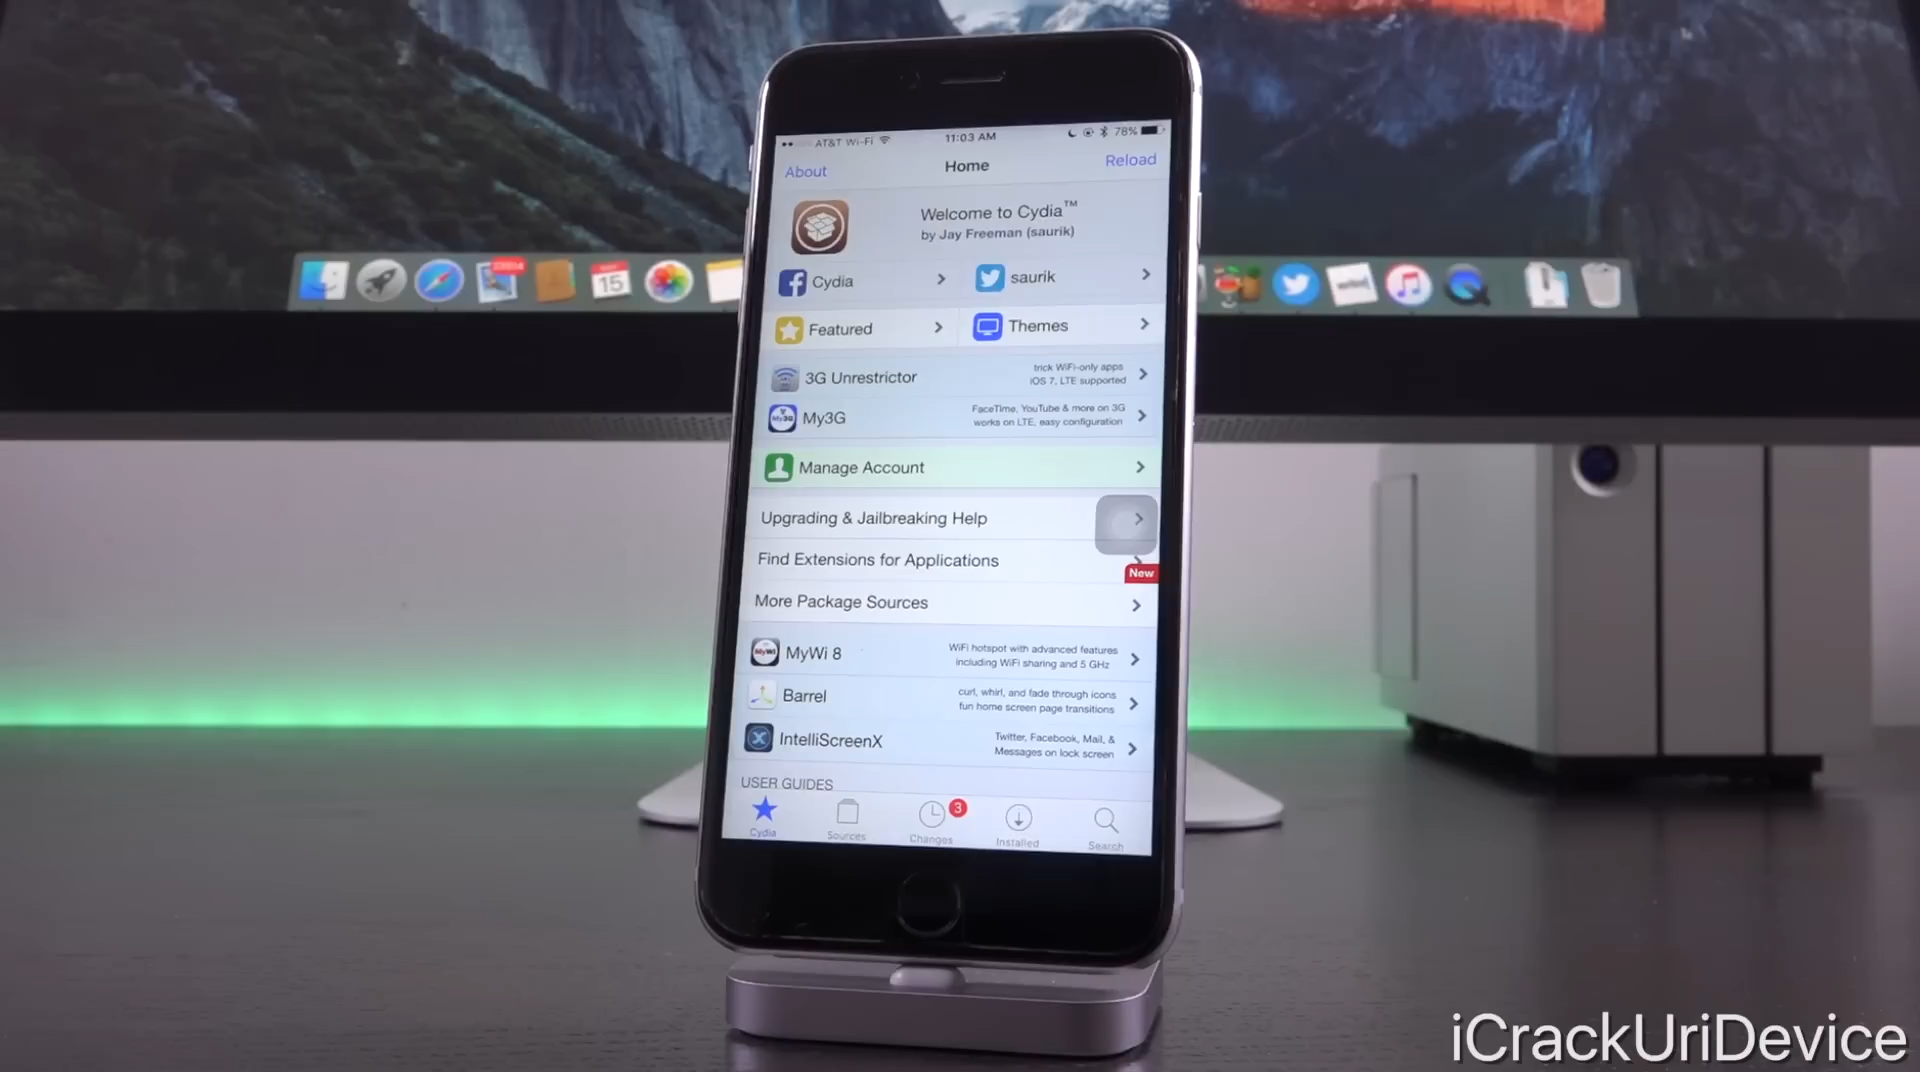 AT&T Wi-Fi
11:03 AM
78%
About
Home
Reload
Welcome to Cydia™
by Jay Freeman (saurik)
Cydia
saurik
Featured
Themes
3G Unrestrictor
trick WiFi-only apps
iOS 7, LTE supported
My3G
FaceTime, YouTube & more on 3G
works on LTE, easy configuration
Manage Account
Upgrading & Jailbreaking Help
Find Extensions for Applications
New
More Package Sources
MyWi 8
WiFi hotspot with advanced features
including WiFi sharing and 5 GHz
Barrel
curl, whirl, and fade through icons
fun home screen page transitions
IntelliScreenX
Twitter, Facebook, Mail, &
Messages on lock screen
USER GUIDES
Cydia
Sources
3
Changes
Installed
Search
15
iCrackUriDevice